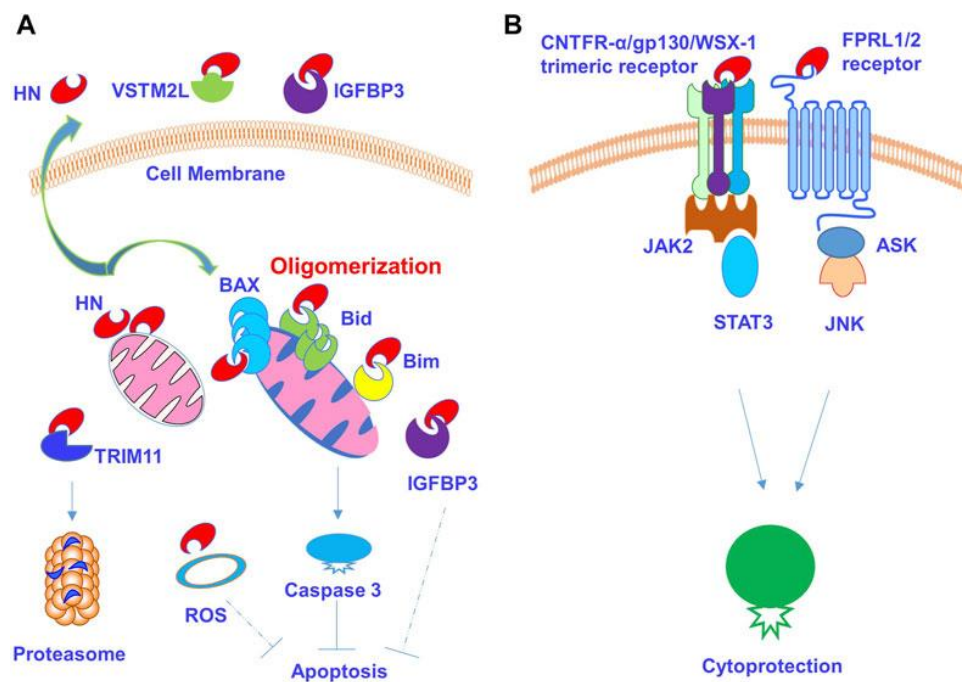 A
HN
VSTM2L
IGFBP3
Cell Membrane
Oligomerization
BAX
HN
Bid
Bim
TRIM11
IGFBP3
Caspase 3
ROS
Proteasome
Apoptosis
B
CNTFR-α/gp130/WSX-1
trimeric receptor
FPRL1/2
receptor
JAK2
ASK
STAT3
JNK
Cytoprotection